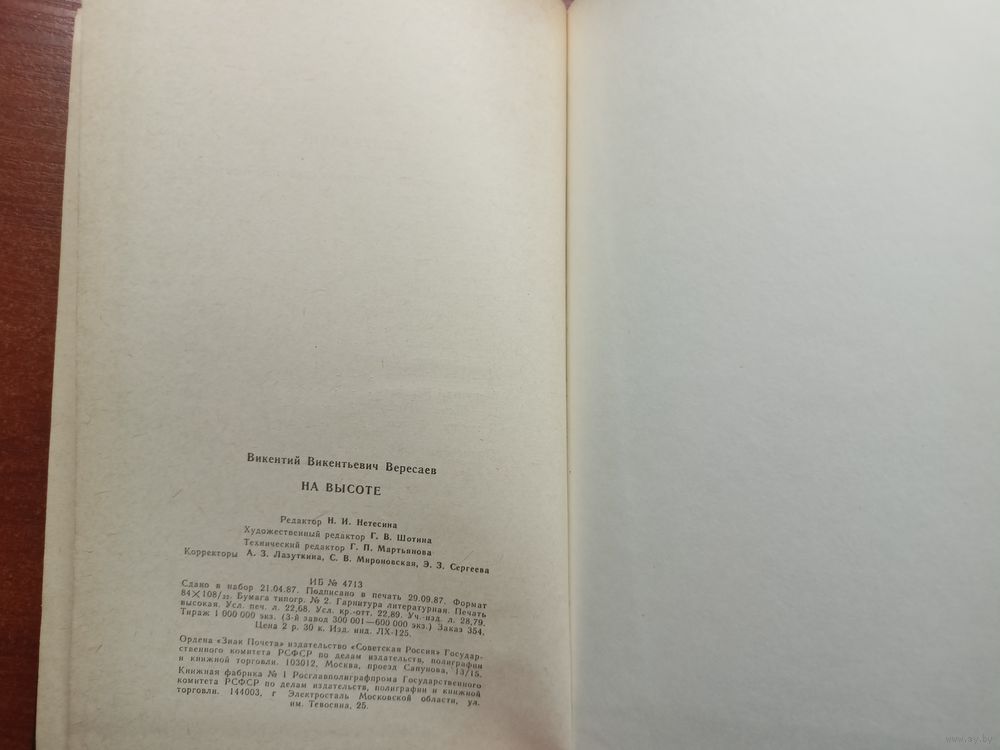 Викентий Викентьевич Вересаев
НА ВЫСОТЕ
Редактор Н. И. Нетесина
Художественный редактор Г. В. Шотина
Технический редактор Г. П. Мартьянова
Корректоры А. З. Лазуткина, С. В. Мироновская, Э. З. Сергеева
ИБ № 4713
Сдано в набор 21.04.87. Подписано в печать 29.09.87. Формат
84×108/32. Бумага типогр. № 2. Гарнитура литературная. Печать
высокая. Усл. печ. л. 22,68. Усл. кр.-отт. 22,89. Уч.-изд. л. 28,79.
Тираж 1 000 000 экз. (3-й завод 300 001—600 000 экз.) Заказ 354.
Цена 2 р. 30 к. Изд. инд. ЛХ-125.
Ордена «Знак Почета» издательство «Советская Россия» Государ-
ственного комитета РСФСР по делам издательств, полиграфии
и книжной торговли. 103012, Москва, проезд Сапунова, 13/15.
Книжная фабрика № 1 Росглавполиграфпрома Государственного
комитета РСФСР по делам издательств, полиграфии и книжной
торговли. 144003, г Электросталь Московской области, ул.
им. Тевосяна, 25.
www.ay.by